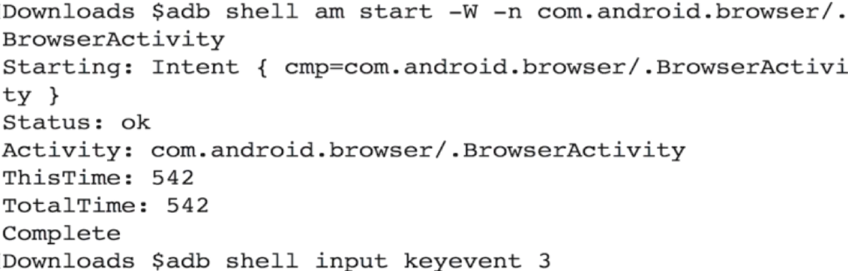 Downloads $adb shell am start -W -n com.android.browser/.
BrowserActivity
Starting: Intent { cmp=com.android.browser/.BrowserActivi
ty }
Status: ok
Activity: com.android.browser/.BrowserActivity
ThisTime: 542
TotalTime: 542
Complete
Downloads $adb shell input keyevent 3